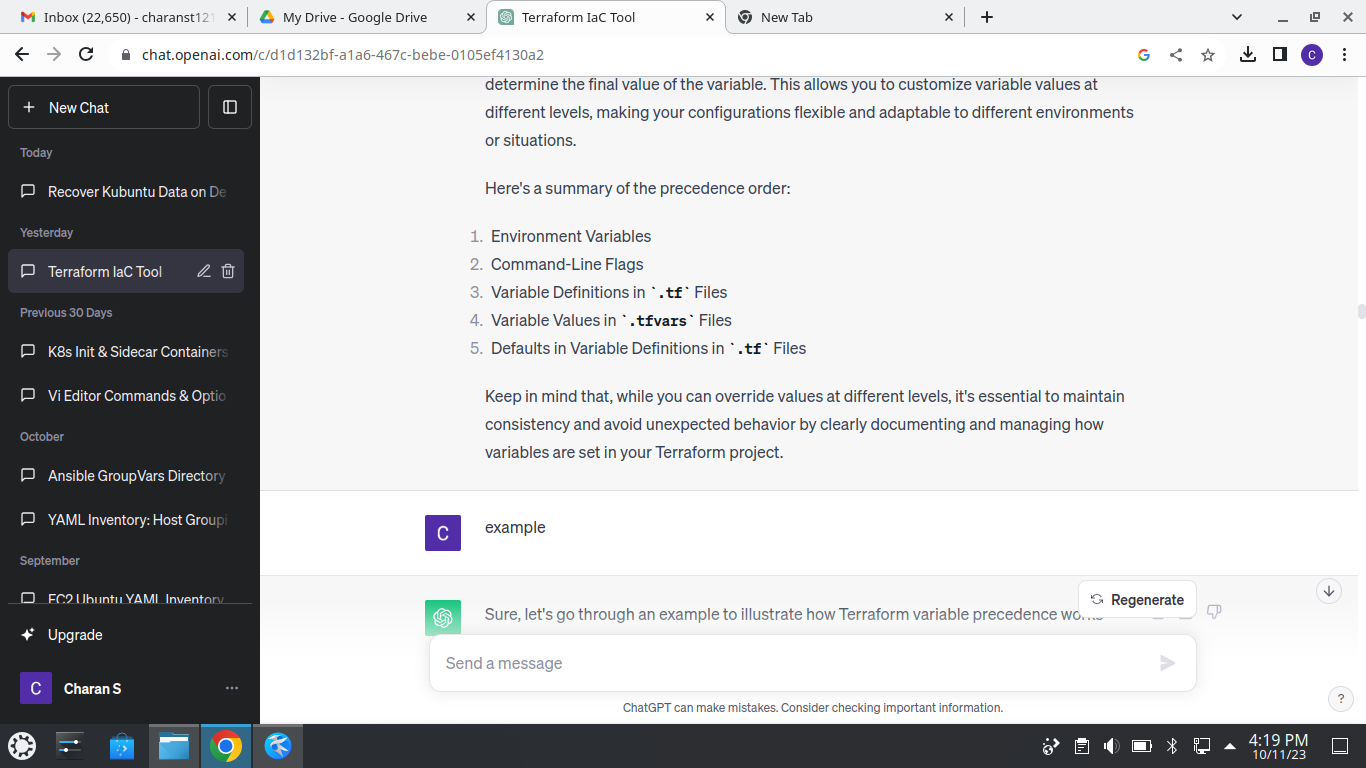 Inbox (22,650) - charanst121
My Drive - Google Drive
Terraform IaC Tool
New Tab
chat.openai.com/c/d1d132bf-a1a6-467c-bebe-0105ef4130a2
G
C
New Chat
Today
Recover Kubuntu Data on De
Yesterday
Terraform IaC Tool
Previous 30 Days
K8s Init & Sidecar Containers
Vi Editor Commands & Optio
October
Ansible GroupVars Directory
YAML Inventory: Host Groupi
September
EC2 Ubuntu YAML Inventory
Upgrade
C
Charan S
determine the final value of the variable. This allows you to customize variable values at
different levels, making your configurations flexible and adaptable to different environments
or situations.
Here's a summary of the precedence order:
1. Environment Variables
2. Command-Line Flags
3. Variable Definitions in `.tf` Files
4. Variable Values in `.tfvars` Files
5. Defaults in Variable Definitions in `.tf` Files
Keep in mind that, while you can override values at different levels, it's essential to maintain
consistency and avoid unexpected behavior by clearly documenting and managing how
variables are set in your Terraform project.
C
example
Sure, let's go through an example to illustrate how Terraform variable precedence works
Regenerate
Send a message
ChatGPT can make mistakes. Consider checking important information.
?
4:19 PM
10/11/23